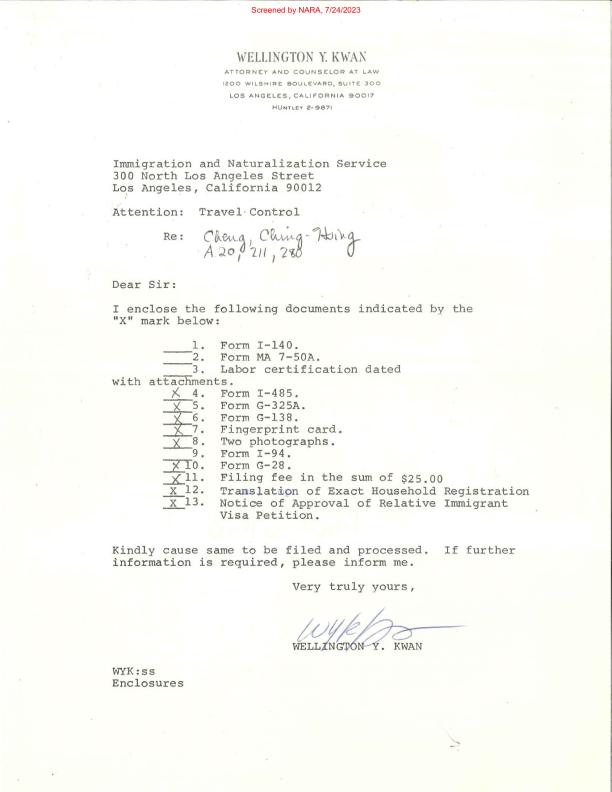 Screened by NARA, 7/24/2023
WELLINGTON Y. KWAN
ATTORNEY AND COUNSELOR AT LAW
1200 WILSHIRE BOULEVARD, SUITE 300
LOS ANGELES, CALIFORNIA 90017
HUNTLEY 2-9871
Immigration and Naturalization Service
300 North Los Angeles Street
Los Angeles, California 90012
Attention: Travel Control
Re: Cheng, Ching-Hsing
A 20, 211, 280
Dear Sir:
I enclose the following documents indicated by the
"X" mark below:
___1. Form I-140.
___2. Form MA 7-50A.
___3. Labor certification dated
with attachments.
X 4. Form I-485.
X 5. Form G-325A.
X 6. Form G-138.
X 7. Fingerprint card.
X 8. Two photographs.
___9. Form I-94.
X 10. Form G-28.
X 11. Filing fee in the sum of $25.00
X 12. Translation of Exact Household Registration
X 13. Notice of Approval of Relative Immigrant
Visa Petition.
Kindly cause same to be filed and processed. If further
information is required, please inform me.
Very truly yours,
WELLINGTON Y. KWAN
WYK:ss
Enclosures